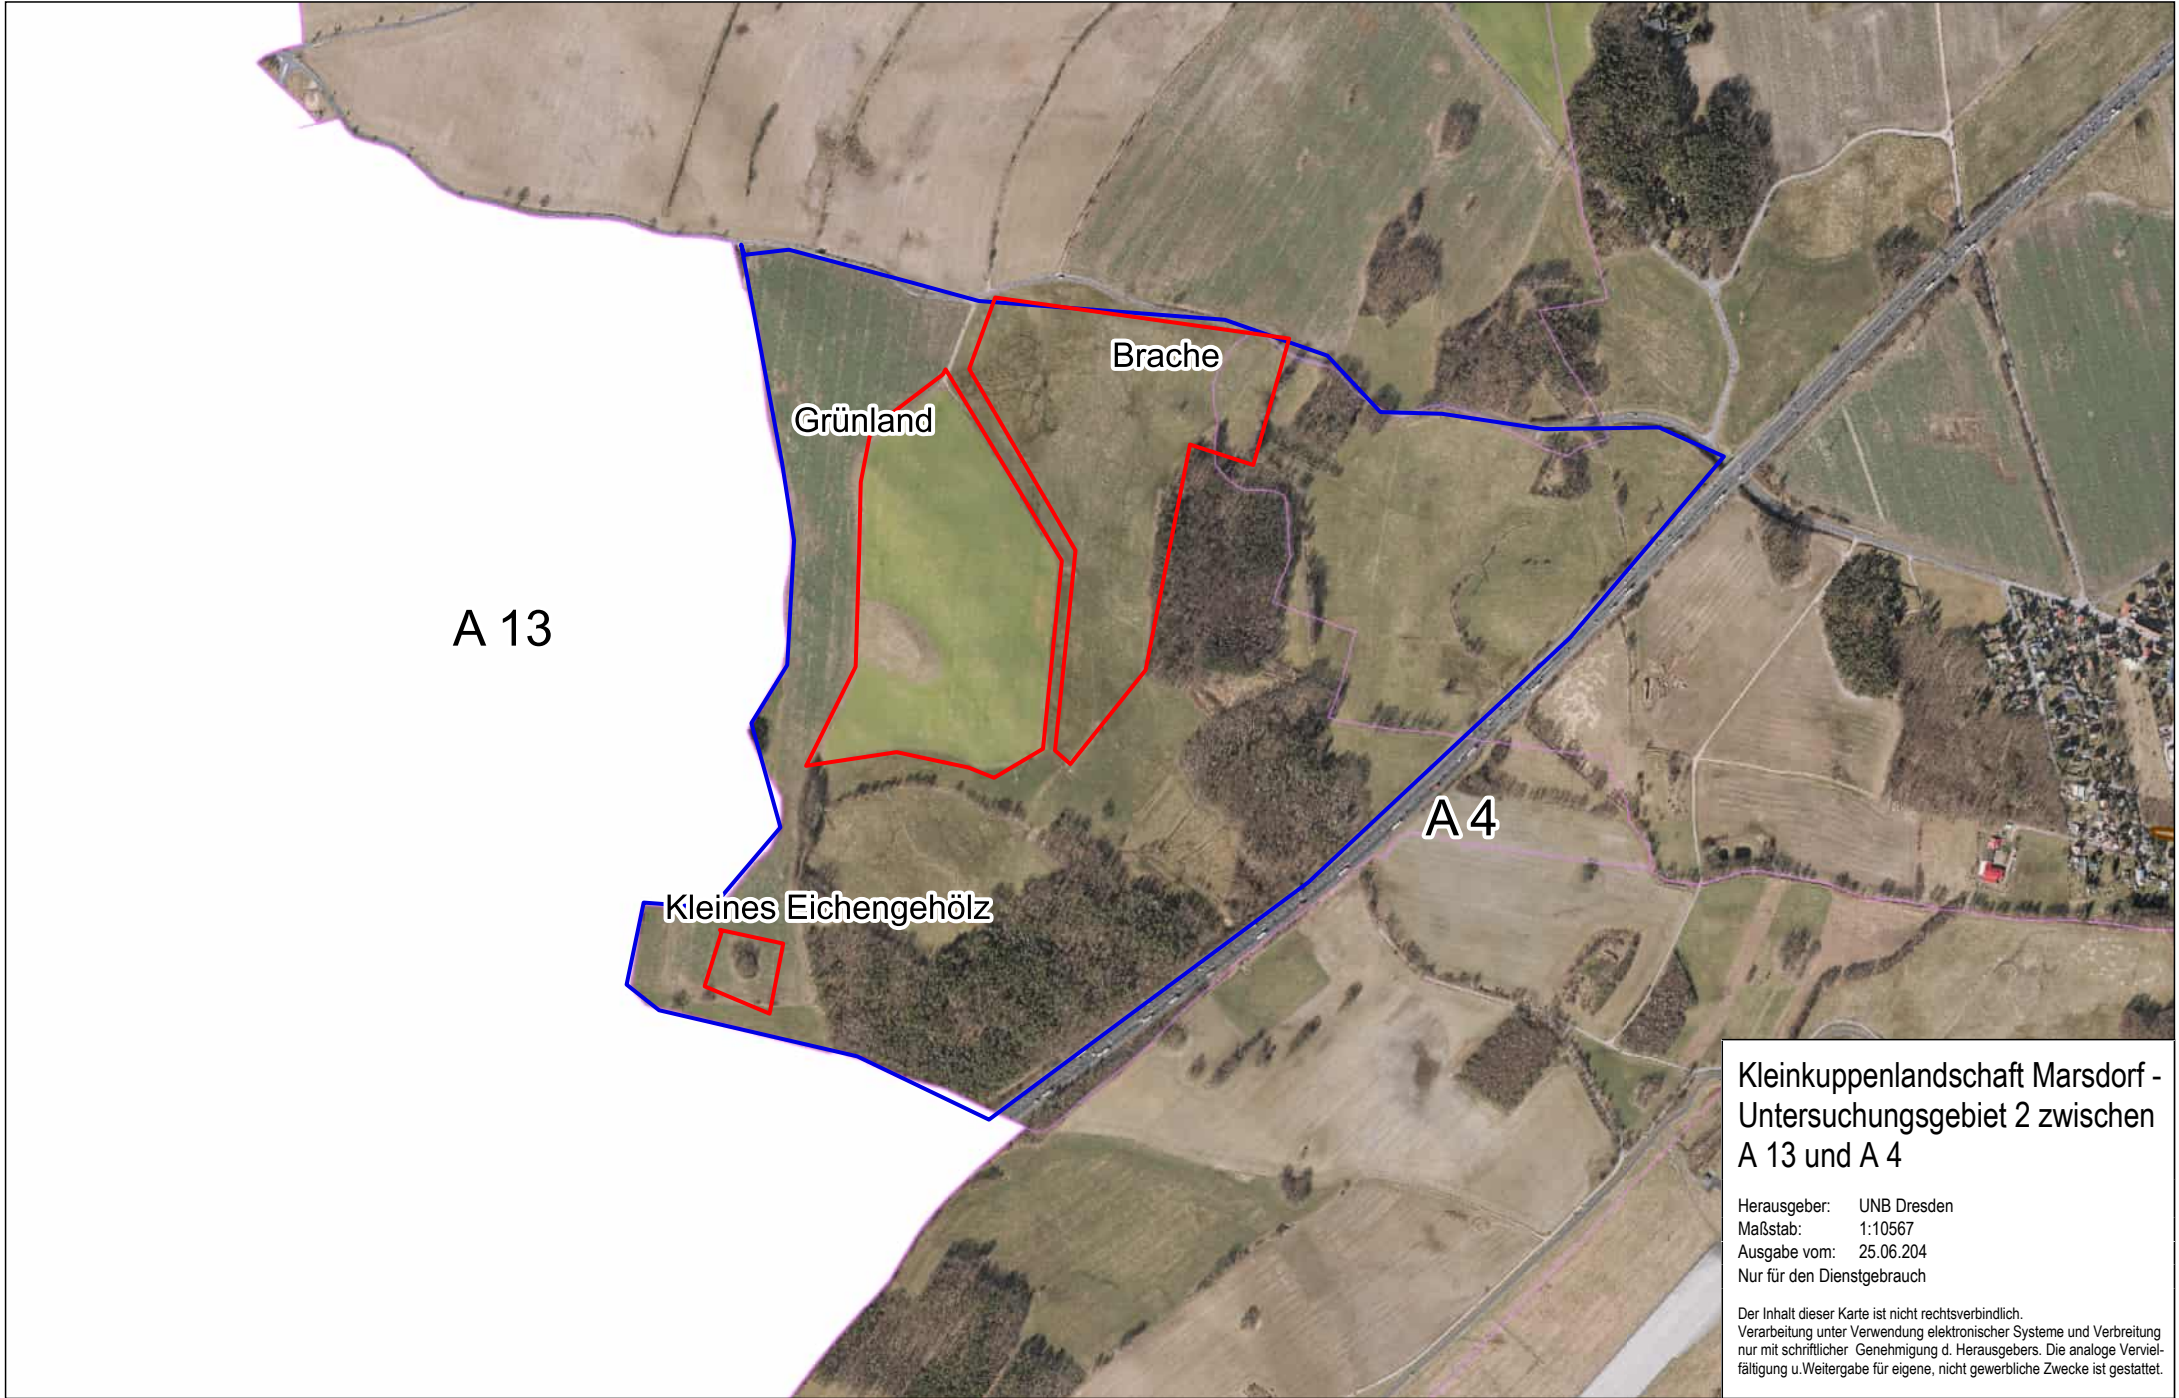 Brache
Grünland
A 13
A 4
Kleines Eichengehölz
Kleinkuppenlandschaft Marsdorf -
Untersuchungsgebiet 2 zwischen
A 13 und A 4
Herausgeber: UNB Dresden
Maßstab: 1:10567
Ausgabe vom: 25.06.204
Nur für den Dienstgebrauch
Der Inhalt dieser Karte ist nicht rechtsverbindlich.
Verarbeitung unter Verwendung elektronischer Systeme und Verbreitung
nur mit schriftlicher Genehmigung d. Herausgebers. Die analoge Verviel-
fältigung u.Weitergabe für eigene, nicht gewerbliche Zwecke ist gestattet.